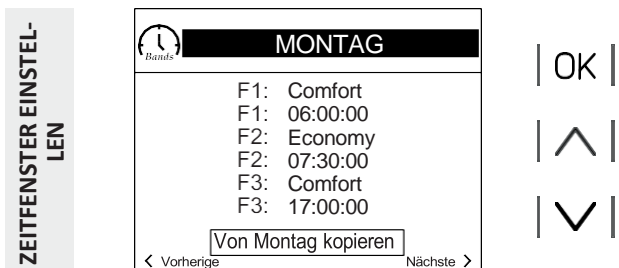 ZEITFENSTER EINSTEL-
LEN
Bands
MONTAG
F1: Comfort
F1: 06:00:00
F2: Economy
F2: 07:30:00
F3: Comfort
F3: 17:00:00
Von Montag kopieren
Vorherige Nächste
OK